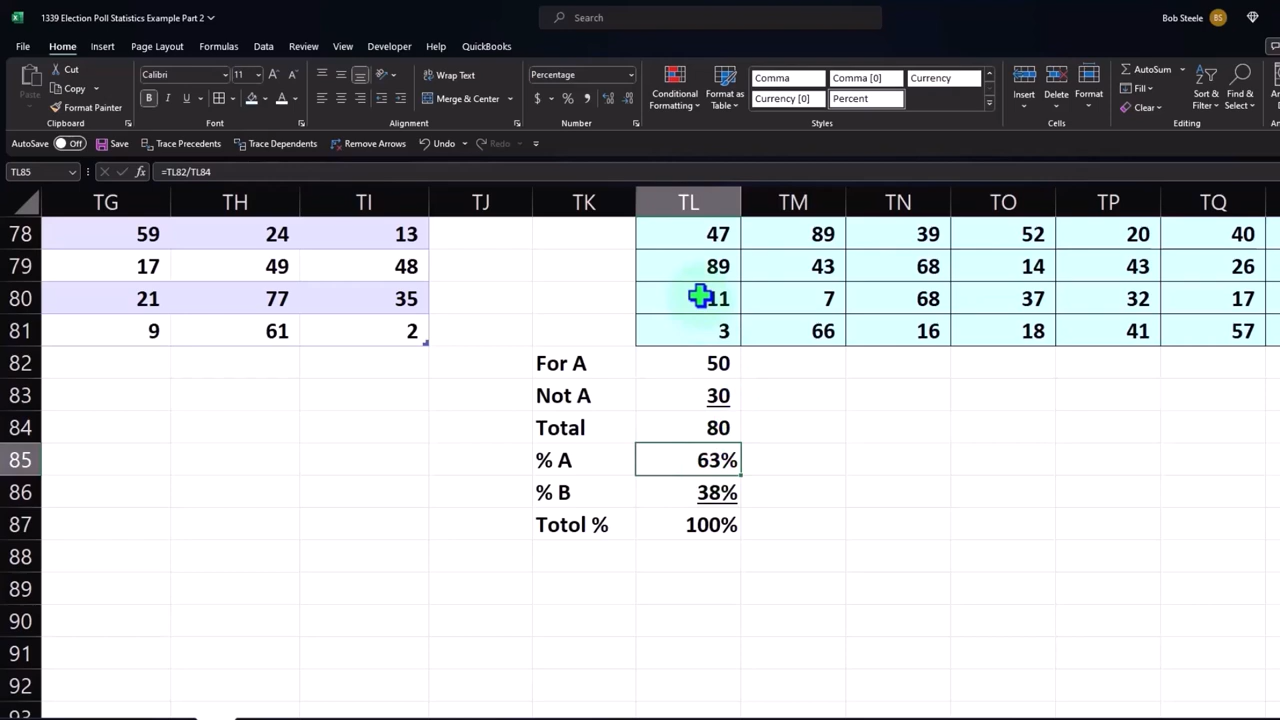 1339 Election Poll Statistics Example Part 2
Search
Bob Steele BS
File Home Insert Page Layout Formulas Data Review View Developer Help QuickBooks
Paste
Cut
Copy
Format Painter
Clipboard
Calibri 11
B I U
Font
Wrap Text
Merge & Center
Alignment
Percentage
$ %
Number
Conditional Formatting
Format as Table
Comma Comma [0] Currency
Currency [0] Percent
Styles
Insert Delete Format
Cells
AutoSum
Fill
Clear
Sort & Filter
Find & Select
Editing
AutoSave Off Save Trace Precedents Trace Dependents Remove Arrows Undo Redo
TL85 fx =TL82/TL84
TG TH TI TJ TK TL TM TN TO TP TQ
78 59 24 13 47 89 39 52 20 40
79 17 49 48 89 43 68 14 43 26
80 21 77 35 11 7 68 37 32 17
81 9 61 2 3 66 16 18 41 57
82 For A 50
83 Not A 30
84 Total 80
85 % A 63%
86 % B 38%
87 Totol % 100%
88
89
90
91
92
93